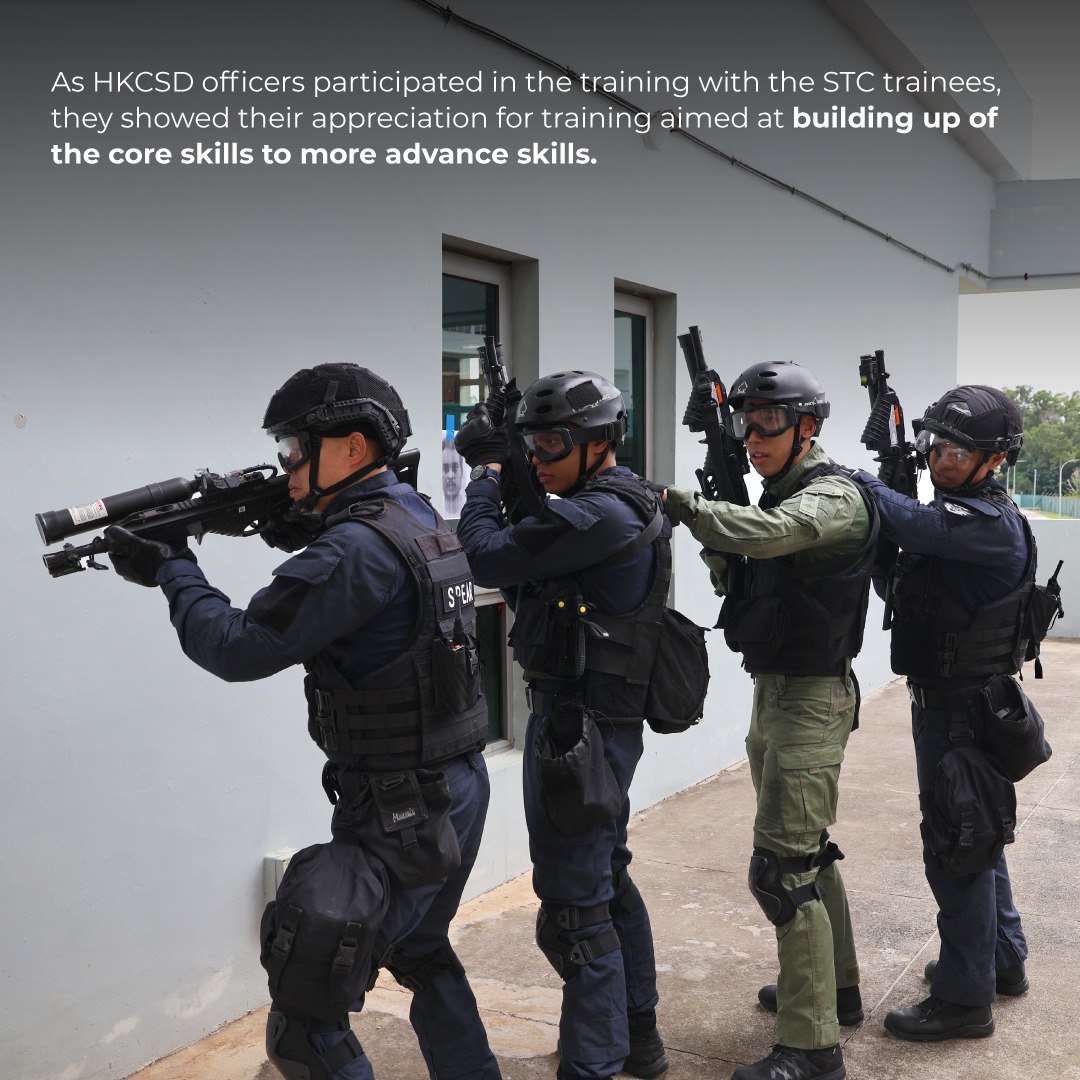 As HKCSD officers participated in the training with the STC trainees,
they showed their appreciation for training aimed at building up of
the core skills to more advance skills.
SPEAR